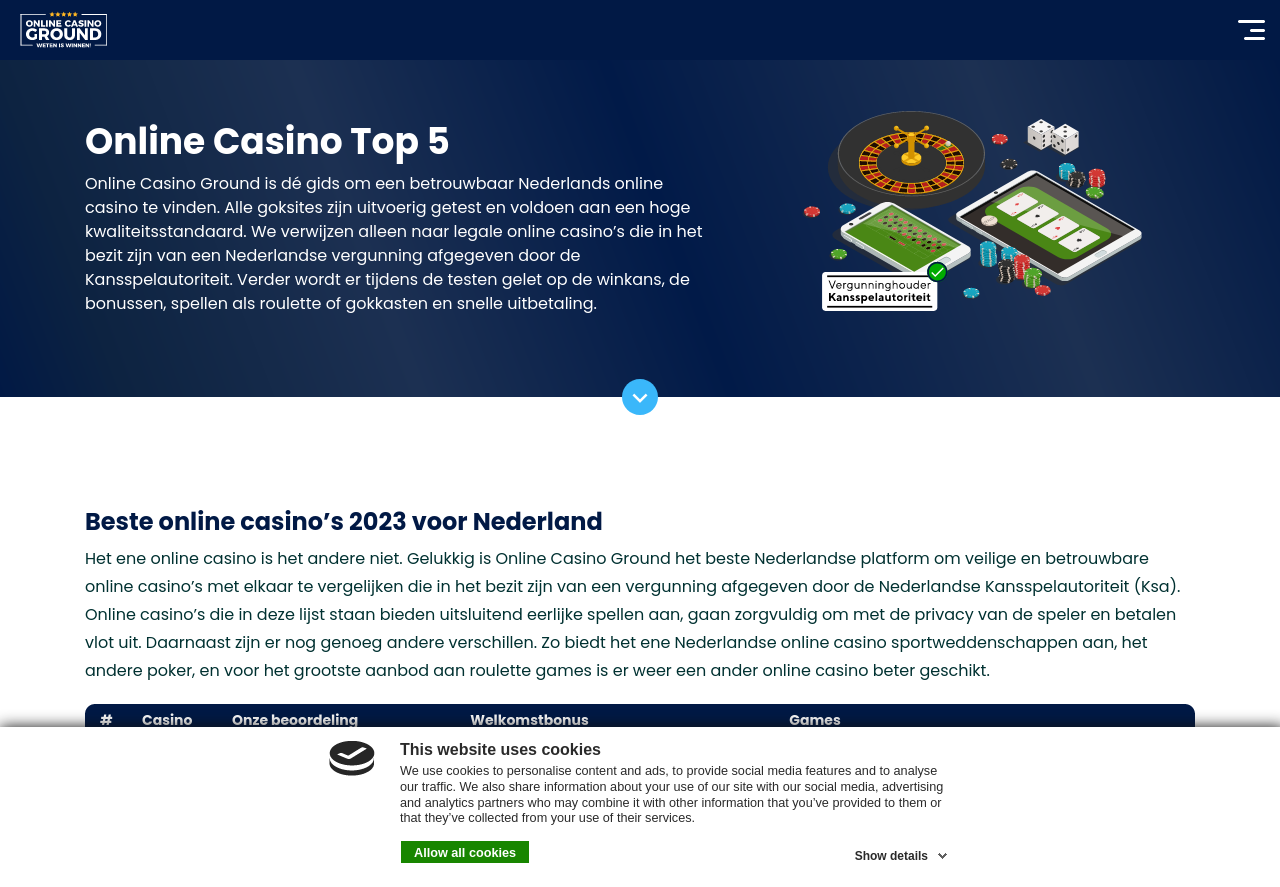 ONLINE CASINO
GROUND
WETEN IS WINNEN!
Online Casino Top 5
Online Casino Ground is dé gids om een betrouwbaar Nederlands online
casino te vinden. Alle goksites zijn uitvoerig getest en voldoen aan een hoge
kwaliteitsstandaard. We verwijzen alleen naar legale online casino’s die in het
bezit zijn van een Nederlandse vergunning afgegeven door de
Kansspelautoriteit. Verder wordt er tijdens de testen gelet op de winkans, de
bonussen, spellen als roulette of gokkasten en snelle uitbetaling.
Vergunninghouder
Kansspelautoriteit
Beste online casino’s 2023 voor Nederland
Het ene online casino is het andere niet. Gelukkig is Online Casino Ground het beste Nederlandse platform om veilige en betrouwbare
online casino’s met elkaar te vergelijken die in het bezit zijn van een vergunning afgegeven door de Nederlandse Kansspelautoriteit (Ksa).
Online casino’s die in deze lijst staan bieden uitsluitend eerlijke spellen aan, gaan zorgvuldig om met de privacy van de speler en betalen
vlot uit. Daarnaast zijn er nog genoeg andere verschillen. Zo biedt het ene Nederlandse online casino sportweddenschappen aan, het
andere poker, en voor het grootste aanbod aan roulette games is er weer een ander online casino beter geschikt.
# Casino Onze beoordeling Welkomstbonus Games
This website uses cookies
We use cookies to personalise content and ads, to provide social media features and to analyse
our traffic. We also share information about your use of our site with our social media, advertising
and analytics partners who may combine it with other information that you’ve provided to them or
that they’ve collected from your use of their services.
Allow all cookies
Show details